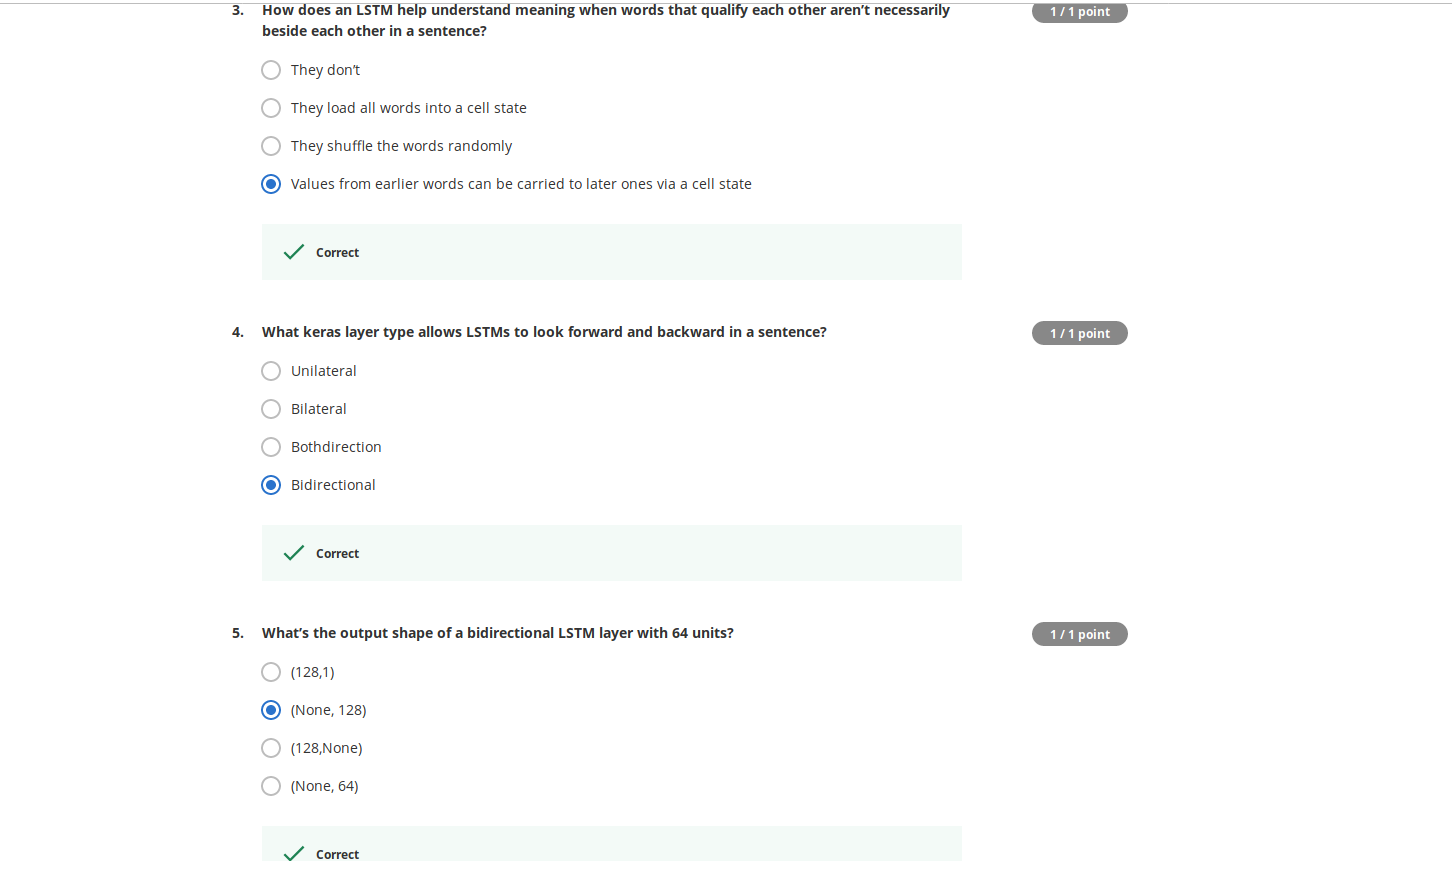 3. How does an LSTM help understand meaning when words that qualify each other aren’t necessarily
beside each other in a sentence?
1 / 1 point
They don’t
They load all words into a cell state
They shuffle the words randomly
Values from earlier words can be carried to later ones via a cell state
Correct
4. What keras layer type allows LSTMs to look forward and backward in a sentence?
1 / 1 point
Unilateral
Bilateral
Bothdirection
Bidirectional
Correct
5. What’s the output shape of a bidirectional LSTM layer with 64 units?
1 / 1 point
(128,1)
(None, 128)
(128,None)
(None, 64)
Correct